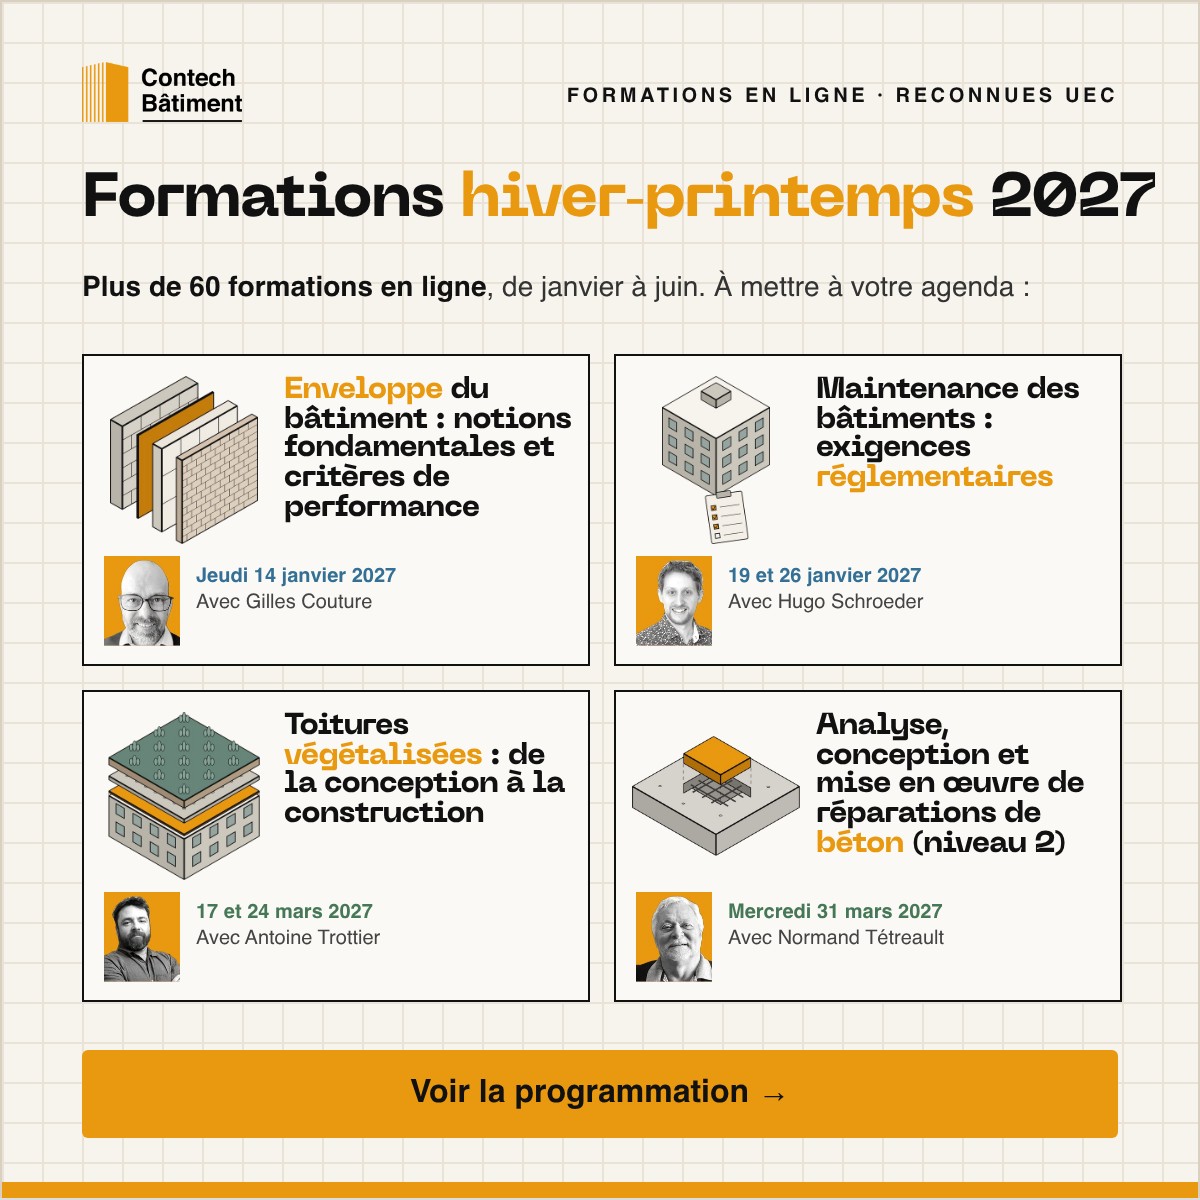 Contech
Bâtiment
FORMATIONS EN LIGNE · RECONNUES UEC
Formations hiver-printemps 2027
Plus de 60 formations en ligne, de janvier à juin. À mettre à votre agenda :
Enveloppe du
bâtiment : notions
fondamentales et
critères de
performance
Jeudi 14 janvier 2027
Avec Gilles Couture
Maintenance des
bâtiments :
exigences
réglementaires
19 et 26 janvier 2027
Avec Hugo Schroeder
Toitures
végétalisées : de
la conception à la
construction
17 et 24 mars 2027
Avec Antoine Trottier
Analyse,
conception et
mise en œuvre de
réparations de
béton (niveau 2)
Mercredi 31 mars 2027
Avec Normand Tétreault
Voir la programmation →